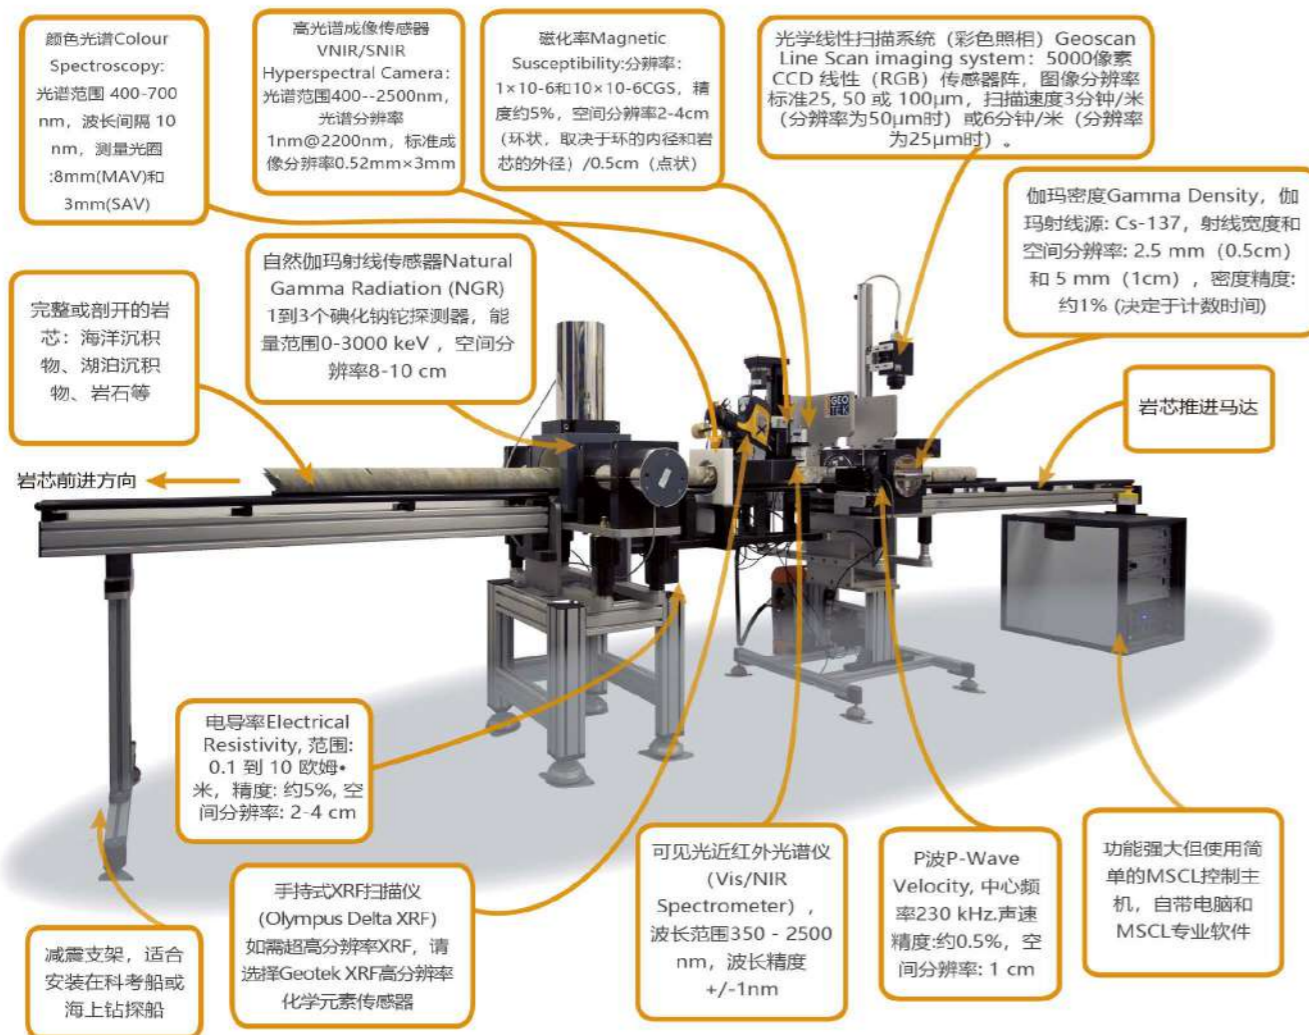 颜色光谱Colour
Spectroscopy:
光谱范围 400-700
nm，波长间隔 10
nm，测量光圈
:8mm(MAV)和
3mm(SAV)
高光谱成像传感器
VNIR/SNIR
Hyperspectral Camera：
光谱范围400--2500nm，
光谱分辨率
1nm@2200nm，标准成
像分辨率0.52mm×3mm
磁化率Magnetic
Susceptibility:分辨率：
1×10-6和10×10-6CGS，精
度约5%，空间分辨率2-4cm
（环状，取决于环的内径和岩
芯的外径）/0.5cm（点状）
光学线性扫描系统（彩色照相）Geoscan
Line Scan imaging system：5000像素
CCD 线性（RGB）传感器阵，图像分辨率
标准25, 50 或 100μm，扫描速度3分钟/米
（分辨率为50μm时）或6分钟/米（分辨率
为25μm时）。
伽玛密度Gamma Density，伽
玛射线源: Cs-137，射线宽度和
空间分辨率: 2.5 mm（0.5cm）
和 5 mm（1cm），密度精度:
约1% (决定于计数时间)
自然伽玛射线传感器Natural
Gamma Radiation (NGR)
1到3个碘化钠铊探测器，能
量范围0-3000 keV，空间分
辨率8-10 cm
完整或剖开的岩
芯：海洋沉积
物、湖泊沉积
物、岩石等
岩芯推进马达
GEO
TEK
岩芯前进方向
电导率Electrical
Resistivity, 范围:
0.1 到 10 欧姆•
米，精度: 约5%, 空
间分辨率: 2-4 cm
手持式XRF扫描仪
(Olympus Delta XRF)
如需超高分辨率XRF，请
选择Geotek XRF高分辨率
化学元素传感器
可见光近红外光谱仪
（Vis/NIR
Spectrometer），
波长范围350 - 2500
nm，波长精度
+/-1nm
P波P-Wave
Velocity, 中心频
率230 kHz.声速
精度:约0.5%，空
间分辨率: 1 cm
功能强大但使用简
单的MSCL控制主
机，自带电脑和
MSCL专业软件
减震支架，适合
安装在科考船或
海上钻探船